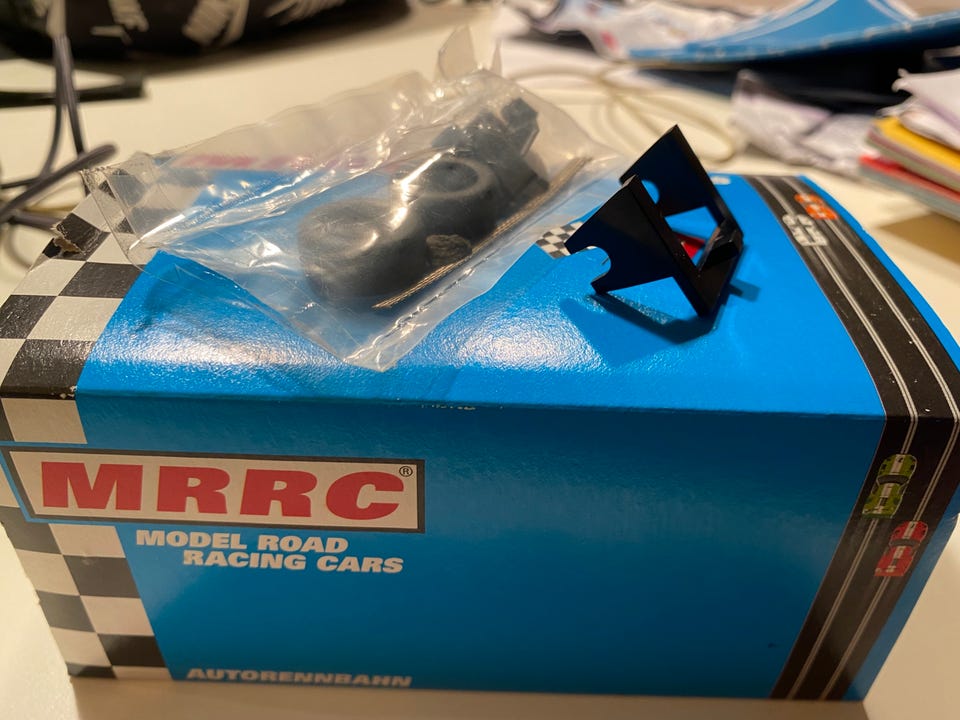 MRRC®
MODEL ROAD
RACING CARS
AUTORENNBAHN